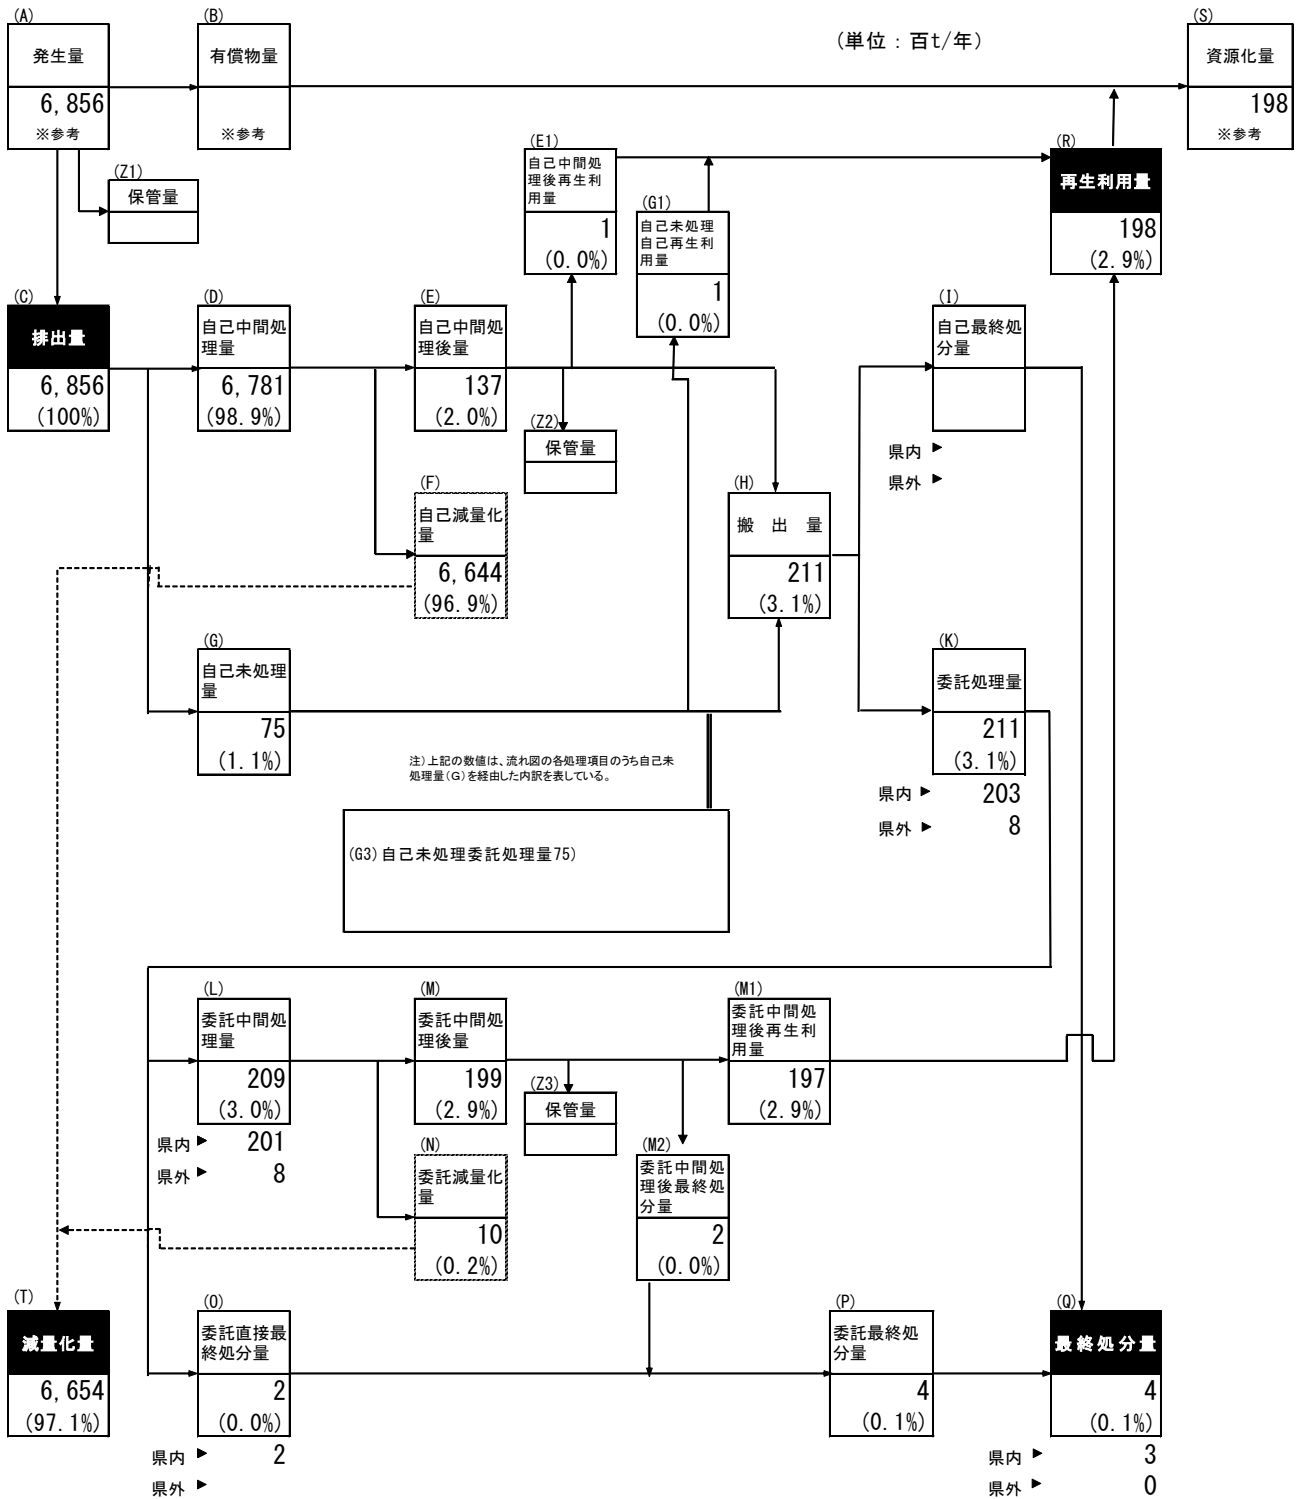 (A)
発生量
6,856
※参考
(B)
有償物量
※参考
(単位：百t/年)
(S)
資源化量
198
※参考
(Z1)
保管量
(E1)
自己中間処
理後再生利
用量
1
(0.0%)
(G1)
自己未処理
自己再生利
用量
1
(0.0%)
(R)
再生利用量
198
(2.9%)
(C)
排出量
6,856
(100%)
(D)
自己中間処
理量
6,781
(98.9%)
(E)
自己中間処
理後量
137
(2.0%)
(Z2)
保管量
(I)
自己最終処
分量
県内
県外
(F)
自己減量化
量
6,644
(96.9%)
(H)
搬 出 量
211
(3.1%)
(G)
自己未処理
量
75
(1.1%)
(K)
委託処理量
211
(3.1%)
県内 203
県外 8
注)上記の数値は、流れ図の各処理項目のうち自己未
処理量(G)を経由した内訳を表している。
(G3)自己未処理委託処理量75)
(L)
委託中間処
理量
209
(3.0%)
県内 201
県外 8
(M)
委託中間処
理後量
199
(2.9%)
(Z3)
保管量
(M1)
委託中間処
理後再生利
用量
197
(2.9%)
(N)
委託減量化
量
10
(0.2%)
(M2)
委託中間処
理後最終処
分量
2
(0.0%)
(T)
減量化量
6,654
(97.1%)
(O)
委託直接最
終処分量
2
(0.0%)
県内 2
県外
(P)
委託最終処
分量
4
(0.1%)
(Q)
最終処分量
4
(0.1%)
県内 3
県外 0